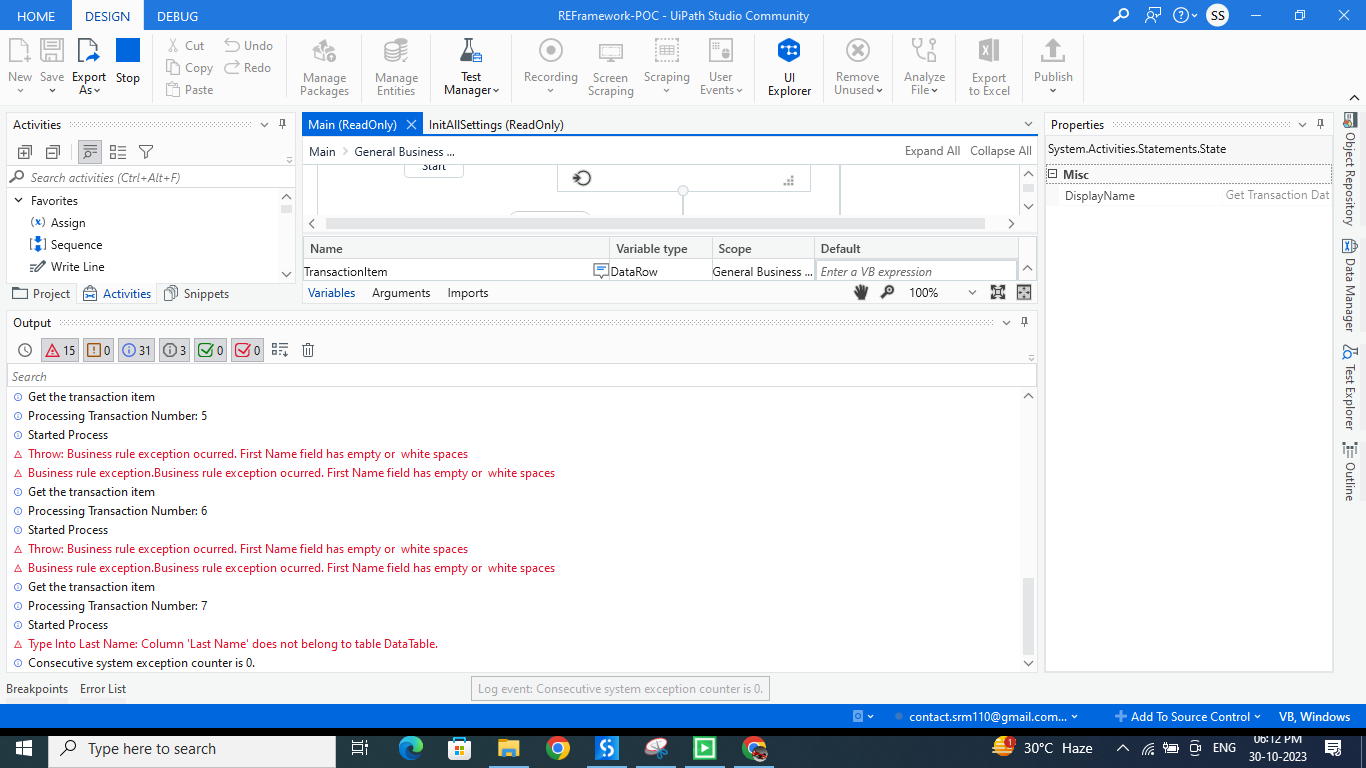 HOME DESIGN DEBUG REFramework-POC - UiPath Studio Community SS
New Save Export As Stop Cut Copy Paste Undo Redo Manage Packages Manage Entities Test Manager Recording Screen Scraping Scraping User Events UI Explorer Remove Unused Analyze File Export to Excel Publish
Activities
Search activities (Ctrl+Alt+F)
Favorites
(x) Assign
Sequence
Write Line
Project Activities Snippets
Main (ReadOnly) InitAllSettings (ReadOnly)
Main General Business ... Expand All Collapse All
Start
Name Variable type Scope Default
TransactionItem DataRow General Business ... Enter a VB expression
Variables Arguments Imports 100%
Properties
System.Activities.Statements.State
Misc
DisplayName Get Transaction Dat
Object Repository
Data Manager
Test Explorer
Outline
Output
15 0 31 3 0 0
Search
Get the transaction item
Processing Transaction Number: 5
Started Process
Throw: Business rule exception ocurred. First Name field has empty or  white spaces
Business rule exception.Business rule exception ocurred. First Name field has empty or  white spaces
Get the transaction item
Processing Transaction Number: 6
Started Process
Throw: Business rule exception ocurred. First Name field has empty or  white spaces
Business rule exception.Business rule exception ocurred. First Name field has empty or  white spaces
Get the transaction item
Processing Transaction Number: 7
Started Process
Type Into Last Name: Column 'Last Name' does not belong to table DataTable.
Consecutive system exception counter is 0.
Breakpoints Error List
Log event: Consecutive system exception counter is 0.
contact.srm110@gmail.com... Add To Source Control VB, Windows
Type here to search
1 30°C Haze ENG 06:12 PM
30-10-2023